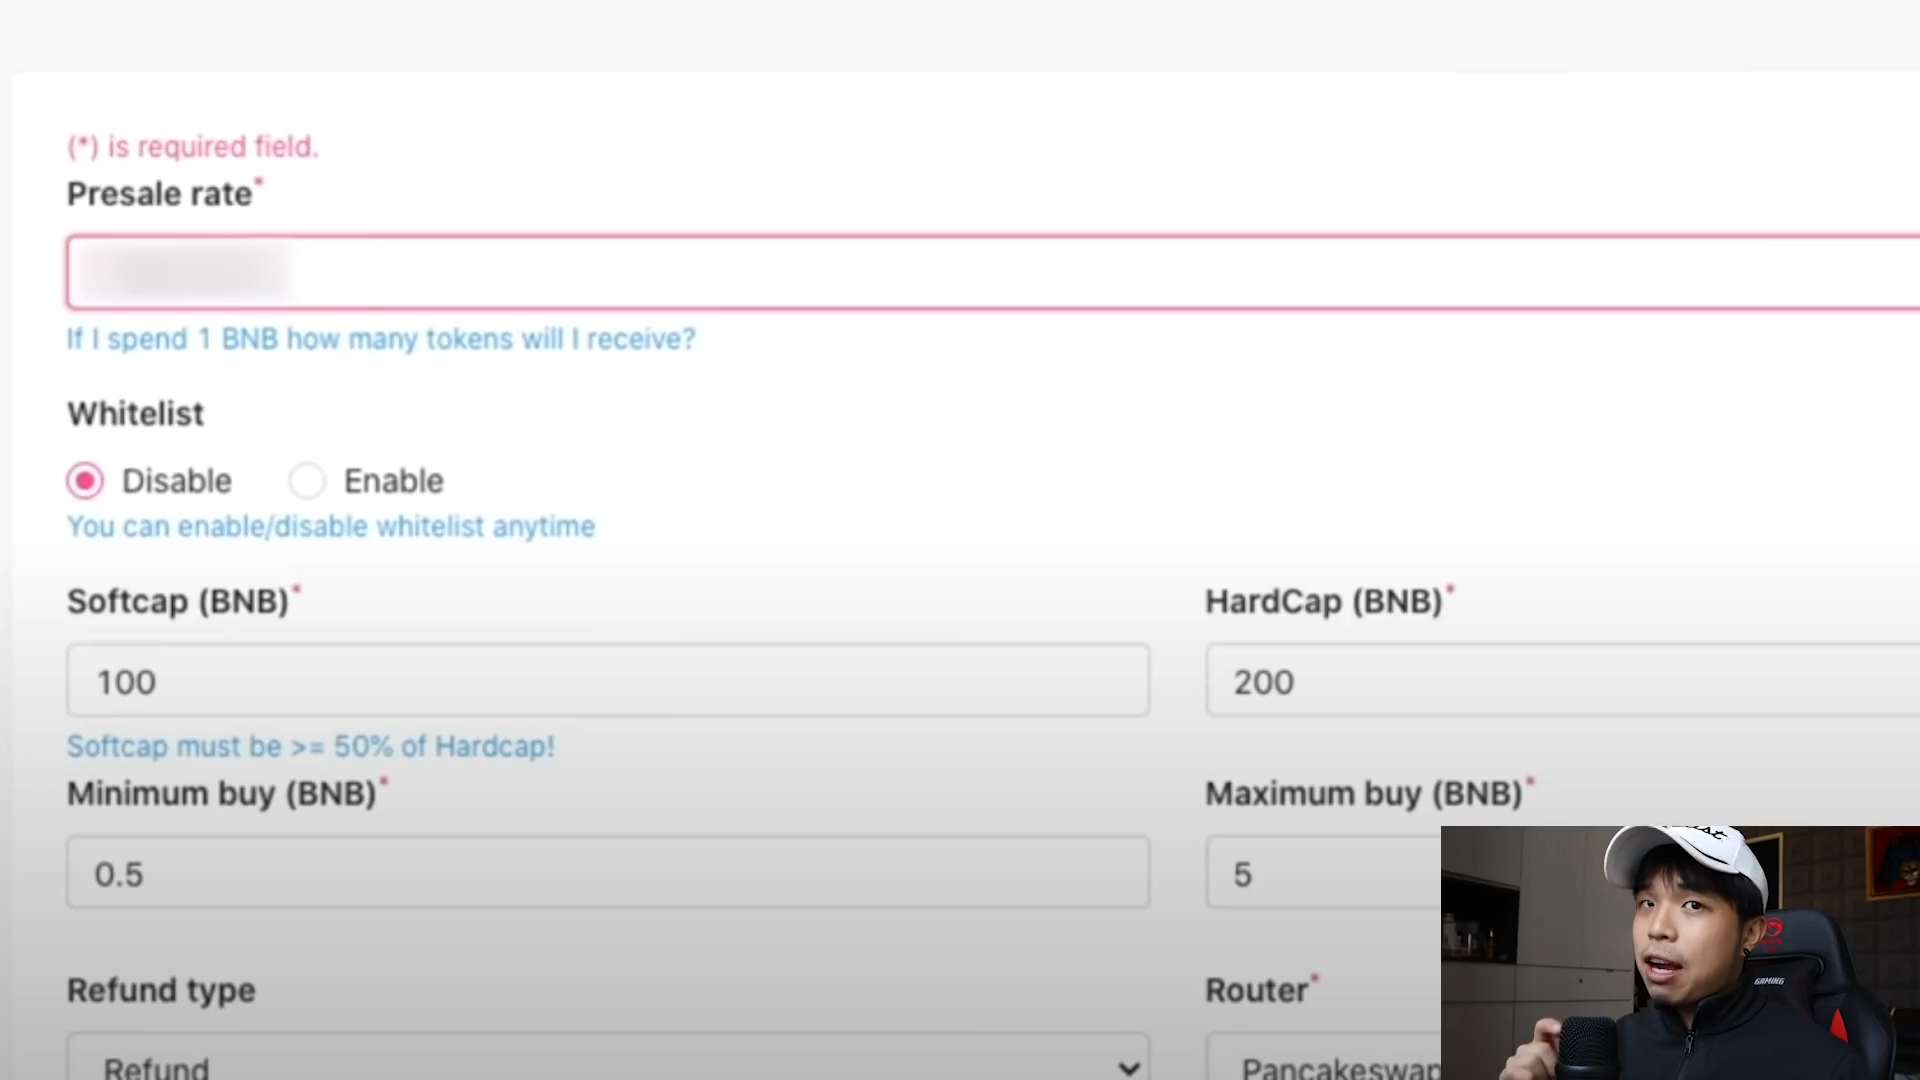 (*) is required field.
Presale rate*
If I spend 1 BNB how many tokens will I receive?
Whitelist
Disable
Enable
You can enable/disable whitelist anytime
Softcap (BNB)*
HardCap (BNB)*
100
200
Softcap must be >= 50% of Hardcap!
Minimum buy (BNB)*
Maximum buy (BNB)*
0.5
5
Refund type
Router*
Refund
Pancakeswap
GAMING